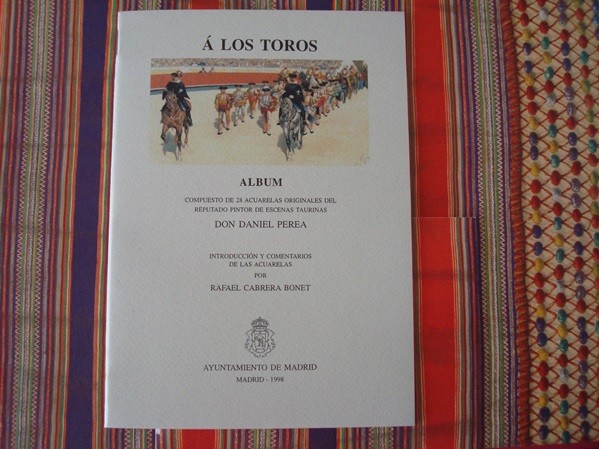 Á LOS TOROS
ALBUM
COMPUESTO DE 28 ACUARELAS ORIGINALES DEL
REPUTADO PINTOR DE ESCENAS TAURINAS
DON DANIEL PEREA
INTRODUCCIÓN Y COMENTARIOS
DE LAS ACUARELAS
POR
RAFAEL CABRERA BONET
AYUNTAMIENTO DE MADRID
MADRID - 1998